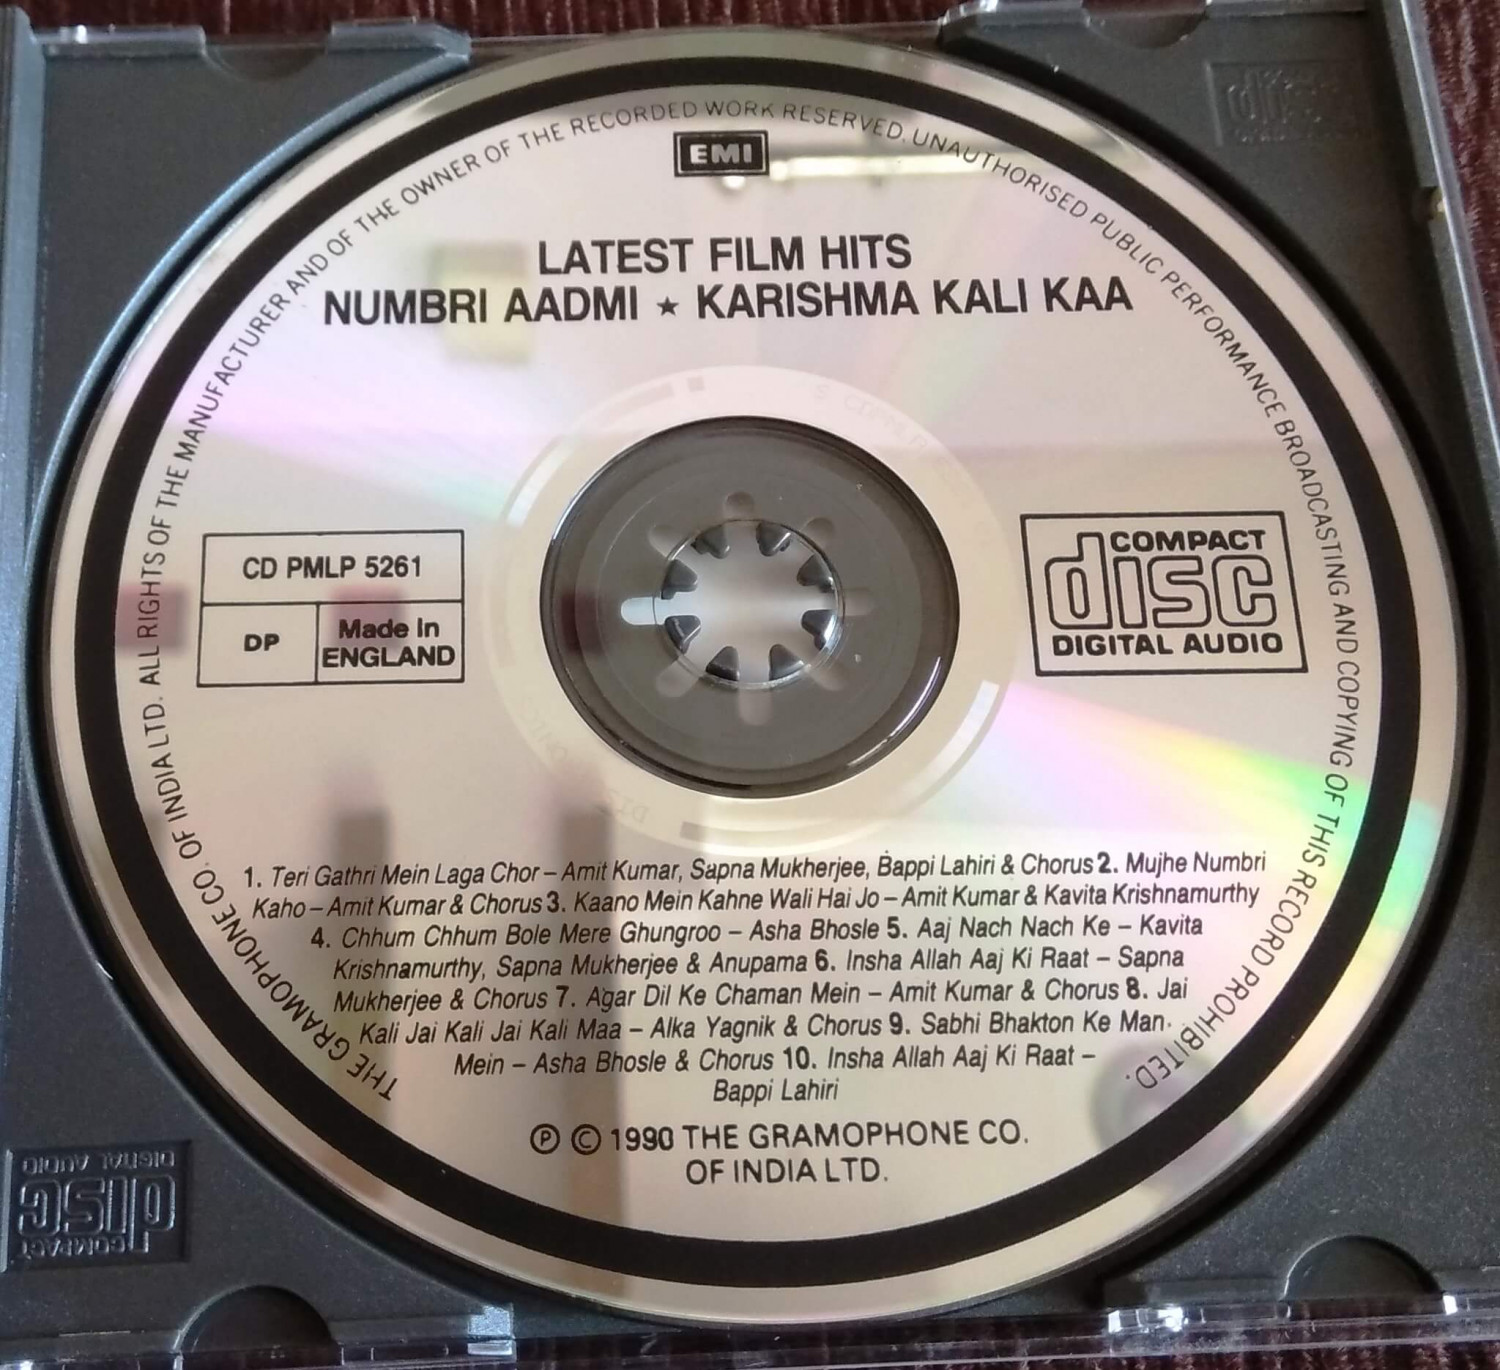 THE GRAMOPHONE CO. OF INDIA LTD. ALL RIGHTS OF THE MANUFACTURER AND OF THE OWNER OF THE RECORDED WORK RESERVED. UNAUTHORISED PUBLIC PERFORMANCE BROADCASTING AND COPYING OF THIS RECORD PROHIBITED.
EMI
LATEST FILM HITS
NUMBRI AADMI ★ KARISHMA KALI KAA
CD PMLP 5261
DP
Made in
ENGLAND
COMPACT
disc
DIGITAL AUDIO
1. Teri Gathri Mein Laga Chor – Amit Kumar, Sapna Mukherjee, Bappi Lahiri & Chorus 2. Mujhe Numbri
Kaho – Amit Kumar & Chorus 3. Kaano Mein Kahne Wali Hai Jo – Amit Kumar & Kavita Krishnamurthy
4. Chhum Chhum Bole Mere Ghungroo – Asha Bhosle 5. Aaj Nach Nach Ke – Kavita
Krishnamurthy, Sapna Mukherjee & Anupama 6. Insha Allah Aaj Ki Raat – Sapna
Mukherjee & Chorus 7. Agar Dil Ke Chaman Mein – Amit Kumar & Chorus 8. Jai
Kali Jai Kali Jai Kali Maa – Alka Yagnik & Chorus 9. Sabhi Bhakton Ke Man
Mein – Asha Bhosle & Chorus 10. Insha Allah Aaj Ki Raat –
Bappi Lahiri
Ⓟ © 1990 THE GRAMOPHONE CO.
OF INDIA LTD.
COMPACT
disc
DIGITAL AUDIO
disc